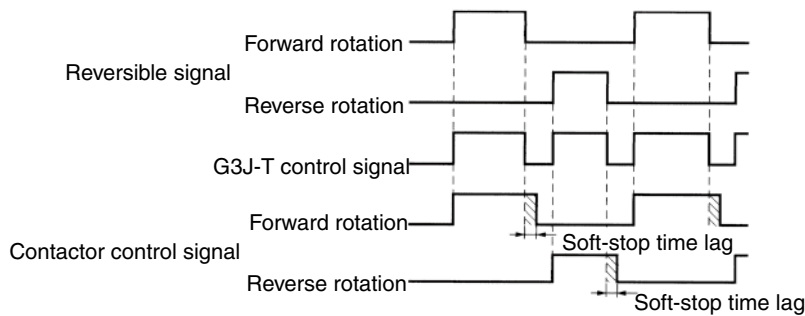 Forward rotation
Reversible signal
Reverse rotation
G3J-T control signal
Forward rotation
Soft-stop time lag
Contactor control signal
Reverse rotation
Soft-stop time lag